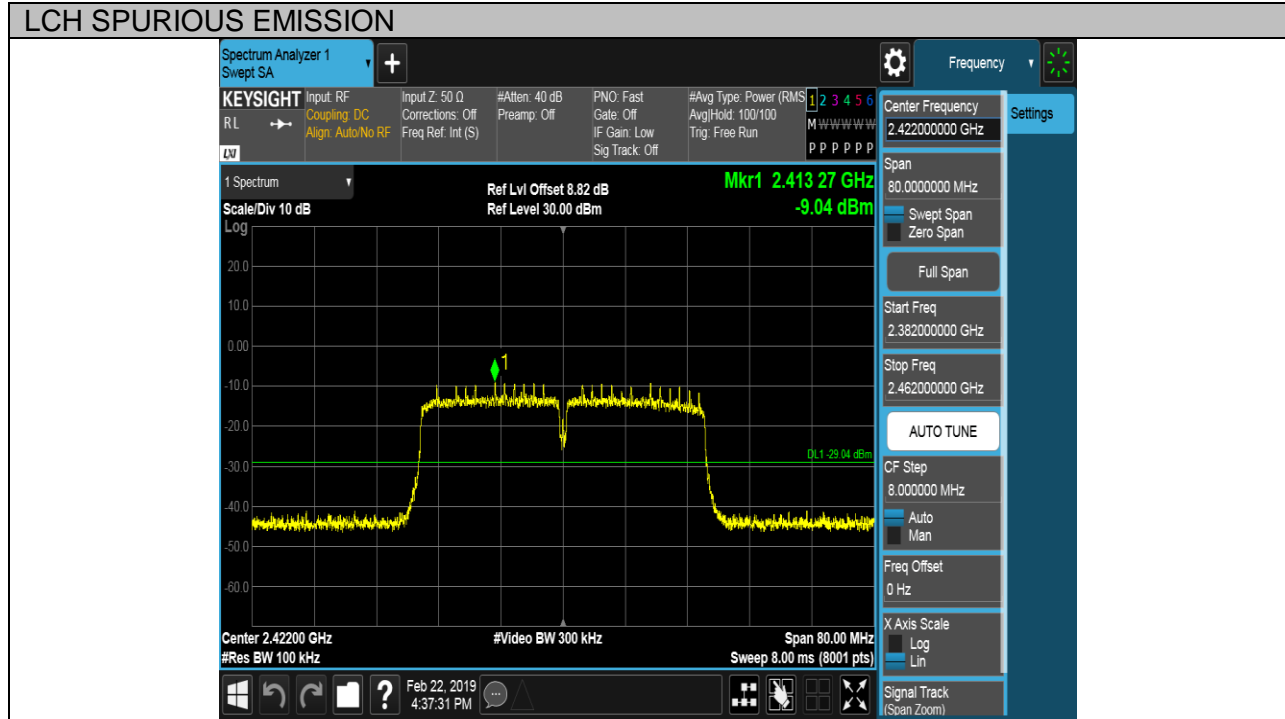 LCH SPURIOUS EMISSION
Spectrum Analyzer 1
Swept SA
Frequency
KEYSIGHT
RL
LXI
Input: RF
Coupling: DC
Align: Auto/No RF
Input Z: 50 Ω
Corrections: Off
Freq Ref: Int (S)
#Atten: 40 dB
Preamp: Off
PNO: Fast
Gate: Off
IF Gain: Low
Sig Track: Off
#Avg Type: Power (RMS
Avg|Hold: 100/100
Trig: Free Run
1 2 3 4 5 6
M W W W W W
P P P P P P
1 Spectrum
Scale/Div 10 dB
Ref Lvl Offset 8.82 dB
Ref Level 30.00 dBm
Mkr1 2.413 27 GHz
-9.04 dBm
Log
20.0
10.0
0.00
-10.0
-20.0
-30.0
-40.0
-50.0
-60.0
1
DL1 -29.04 dBm
Center 2.42200 GHz
#Video BW 300 kHz
Span 80.00 MHz
#Res BW 100 kHz
Sweep 8.00 ms (8001 pts)
Center Frequency
2.422000000 GHz
Settings
Span
80.0000000 MHz
Swept Span
Zero Span
Full Span
Start Freq
2.382000000 GHz
Stop Freq
2.462000000 GHz
AUTO TUNE
CF Step
8.000000 MHz
Auto
Man
Freq Offset
0 Hz
X Axis Scale
Log
Lin
Signal Track
(Span Zoom)
?
Feb 22, 2019
4:37:31 PM